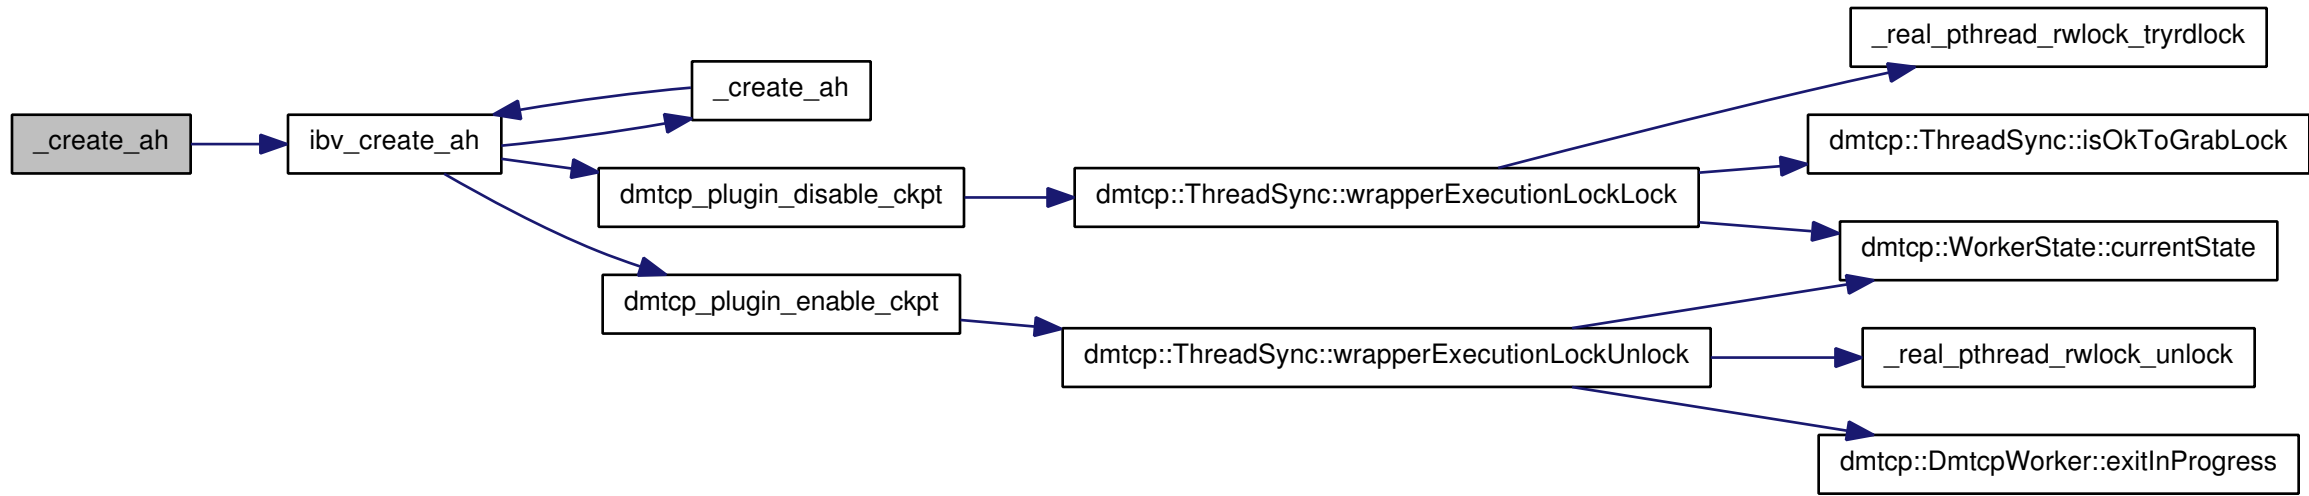 _create_ah
ibv_create_ah
_create_ah
dmtcp_plugin_disable_ckpt
dmtcp_plugin_enable_ckpt
dmtcp::ThreadSync::wrapperExecutionLockLock
dmtcp::ThreadSync::wrapperExecutionLockUnlock
_real_pthread_rwlock_tryrdlock
dmtcp::ThreadSync::isOkToGrabLock
dmtcp::WorkerState::currentState
_real_pthread_rwlock_unlock
dmtcp::DmtcpWorker::exitInProgress